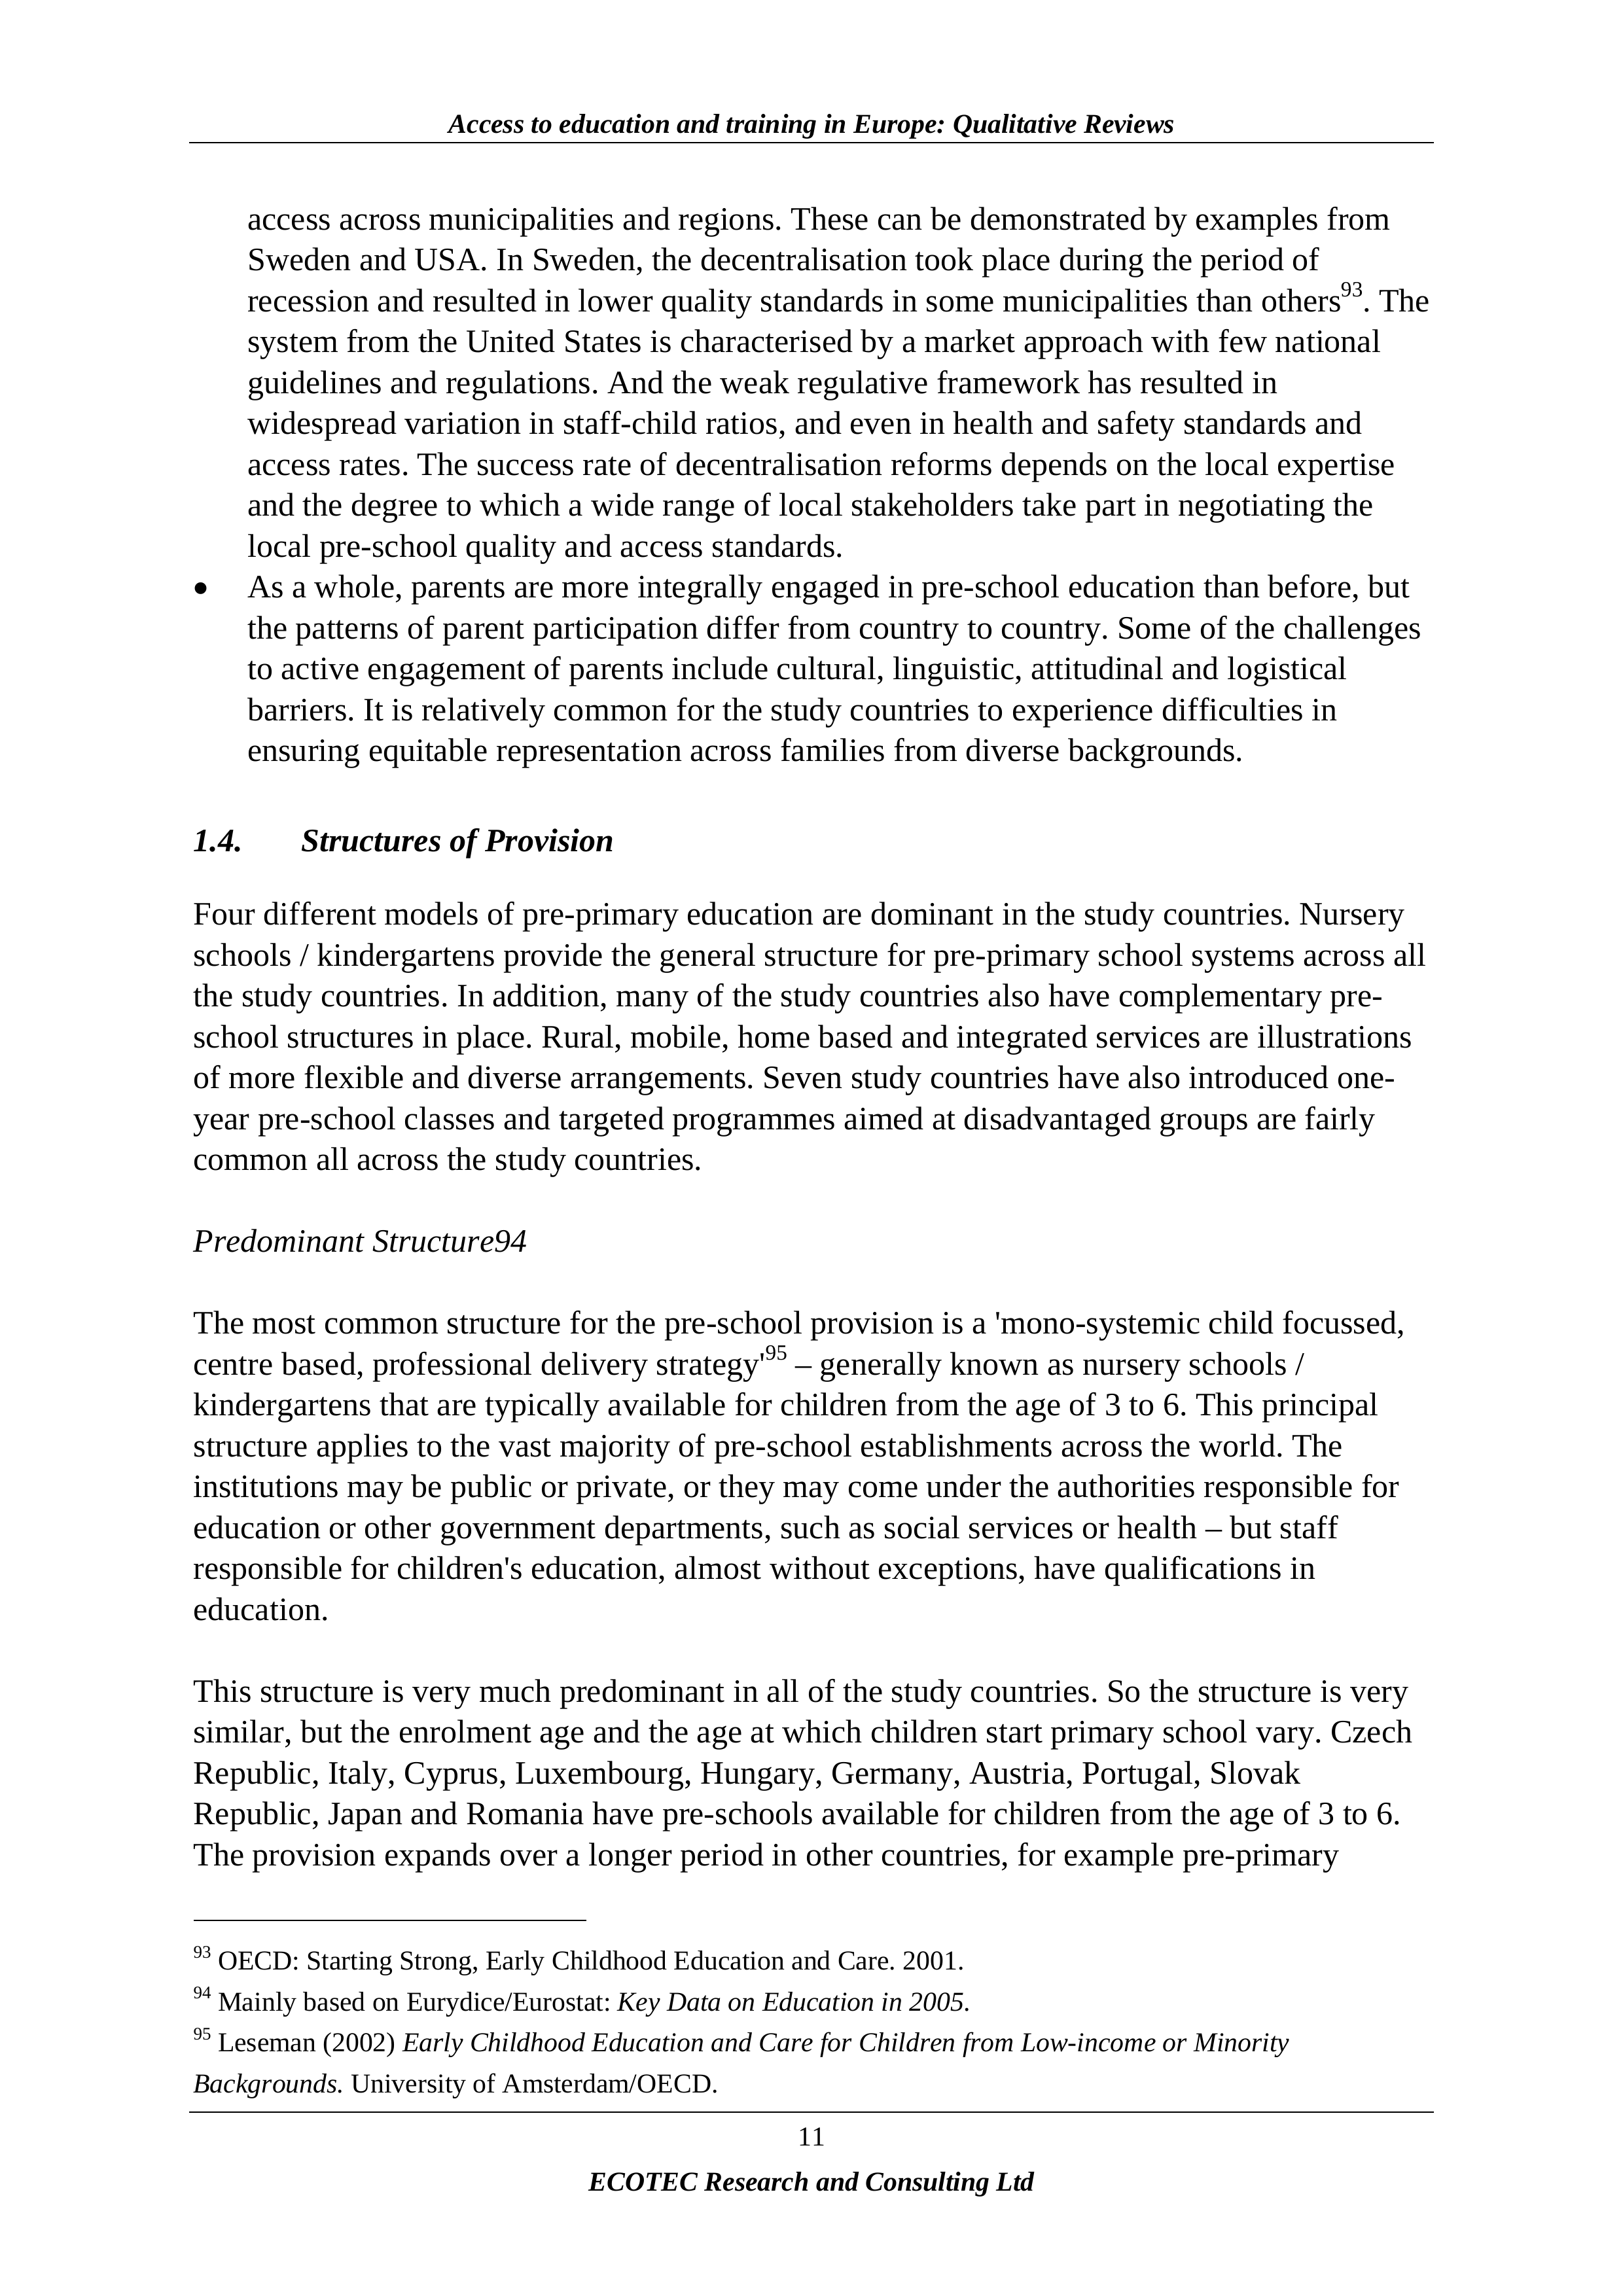 Access to education and training in Europe: Qualitative Reviews
access across municipalities and regions. These can be demonstrated by examples from
Sweden and USA. In Sweden, the decentralisation took place during the period of
recession and resulted in lower quality standards in some municipalities than others93. The
system from the United States is characterised by a market approach with few national
guidelines and regulations. And the weak regulative framework has resulted in
widespread variation in staff-child ratios, and even in health and safety standards and
access rates. The success rate of decentralisation reforms depends on the local expertise
and the degree to which a wide range of local stakeholders take part in negotiating the
local pre-school quality and access standards.
• As a whole, parents are more integrally engaged in pre-school education than before, but
the patterns of parent participation differ from country to country. Some of the challenges
to active engagement of parents include cultural, linguistic, attitudinal and logistical
barriers. It is relatively common for the study countries to experience difficulties in
ensuring equitable representation across families from diverse backgrounds.
1.4. Structures of Provision
Four different models of pre-primary education are dominant in the study countries. Nursery
schools / kindergartens provide the general structure for pre-primary school systems across all
the study countries. In addition, many of the study countries also have complementary pre-
school structures in place. Rural, mobile, home based and integrated services are illustrations
of more flexible and diverse arrangements. Seven study countries have also introduced one-
year pre-school classes and targeted programmes aimed at disadvantaged groups are fairly
common all across the study countries.
Predominant Structure94
The most common structure for the pre-school provision is a 'mono-systemic child focussed,
centre based, professional delivery strategy'95 – generally known as nursery schools /
kindergartens that are typically available for children from the age of 3 to 6. This principal
structure applies to the vast majority of pre-school establishments across the world. The
institutions may be public or private, or they may come under the authorities responsible for
education or other government departments, such as social services or health – but staff
responsible for children's education, almost without exceptions, have qualifications in
education.
This structure is very much predominant in all of the study countries. So the structure is very
similar, but the enrolment age and the age at which children start primary school vary. Czech
Republic, Italy, Cyprus, Luxembourg, Hungary, Germany, Austria, Portugal, Slovak
Republic, Japan and Romania have pre-schools available for children from the age of 3 to 6.
The provision expands over a longer period in other countries, for example pre-primary
93 OECD: Starting Strong, Early Childhood Education and Care. 2001.
94 Mainly based on Eurydice/Eurostat: Key Data on Education in 2005.
95 Leseman (2002) Early Childhood Education and Care for Children from Low-income or Minority
Backgrounds. University of Amsterdam/OECD.
11
ECOTEC Research and Consulting Ltd